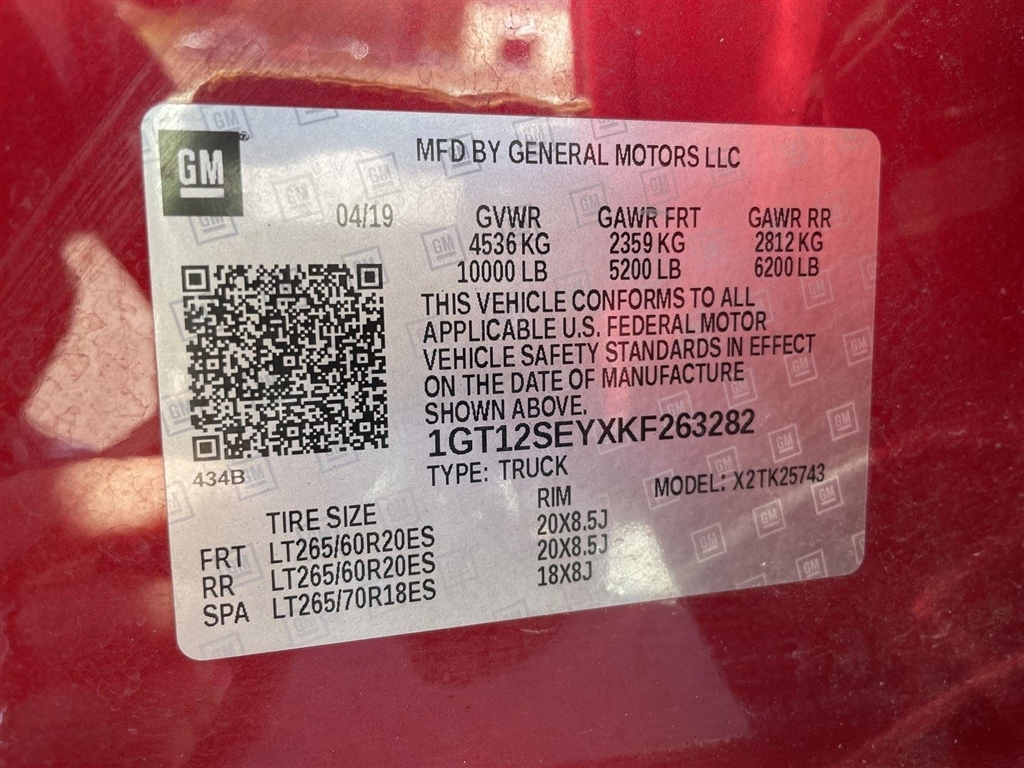 GM
MFD BY GENERAL MOTORS LLC
04/19 GVWR GAWR FRT GAWR RR
4536 KG 2359 KG 2812 KG
10000 LB 5200 LB 6200 LB
THIS VEHICLE CONFORMS TO ALL
APPLICABLE U.S. FEDERAL MOTOR
VEHICLE SAFETY STANDARDS IN EFFECT
ON THE DATE OF MANUFACTURE
SHOWN ABOVE.
1GT12SEYXKF263282
434B
TYPE: TRUCK MODEL: X2TK25743
TIRE SIZE RIM
FRT LT265/60R20ES 20X8.5J
RR LT265/60R20ES 20X8.5J
SPA LT265/70R18ES 18X8J